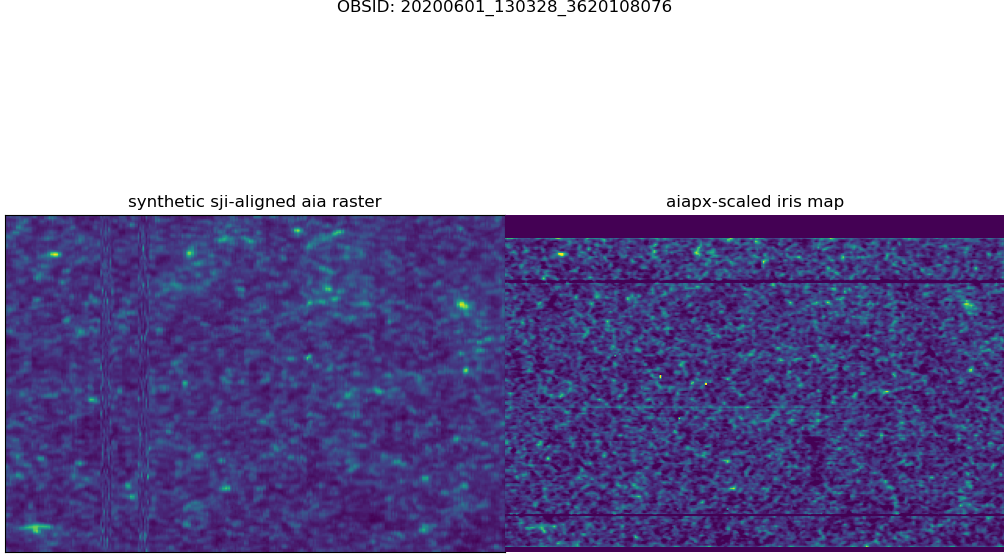 OBSID: 20200601_130328_3620108076
synthetic sji-aligned aia raster
aiapx-scaled iris map